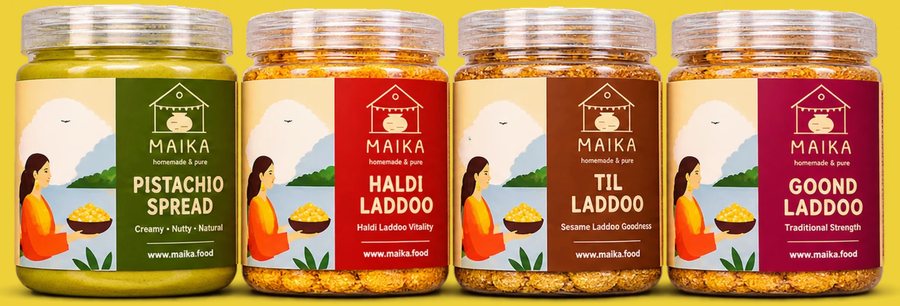 MAIKA
homemade & pure
PISTACHIO
SPREAD
Creamy • Nutty • Natural
www.maika.food
MAIKA
homemade & pure
HALDI
LADDOO
Haldi Laddoo Vitality
www.maika.food
MAIKA
homemade & pure
TIL
LADDOO
Sesame Laddoo Goodness
www.maika.food
MAIKA
homemade & pure
GOOND
LADDOO
Traditional Strength
www.maika.food